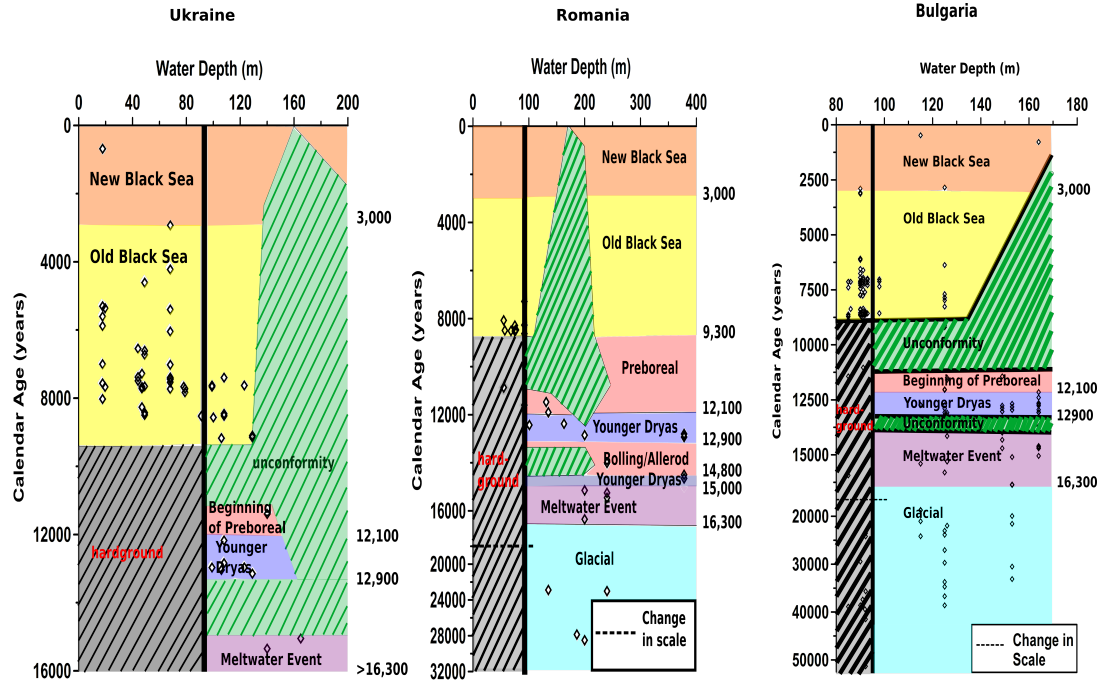 Ukraine
Water Depth (m)
0 40 80 120 160 200
Calendar Age (years)
0
4000
8000
12000
16000
New Black Sea
Old Black Sea
unconformity
Beginning
of Preboreal
Younger
Dryas
hardground
Meltwater Event
3,000
12,100
12,900
>16,300
Romania
Water Depth (m)
0 100 200 300 400
Calendar Age (years)
0
4000
8000
12000
16000
20000
24000
28000
32000
New Black Sea
Old Black Sea
Preboreal
Younger Dryas
Bolling/Allerod
Younger Dryas
hard-
ground
Meltwater Event
Glacial
Change
in scale
3,000
9,300
12,100
12,900
14,800
15,000
16,300
Bulgaria
Water Depth (m)
80 100 120 140 160 180
Calendar Age (years)
0
2500
5000
7500
10000
12500
15000
20000
30000
40000
50000
New Black Sea
Old Black Sea
Unconformity
Beginning of Preboreal
Younger Dryas
hard-
ground
Unconformity
Meltwater Event
Glacial
Change in
Scale
3,000
12,100
12900
16,300